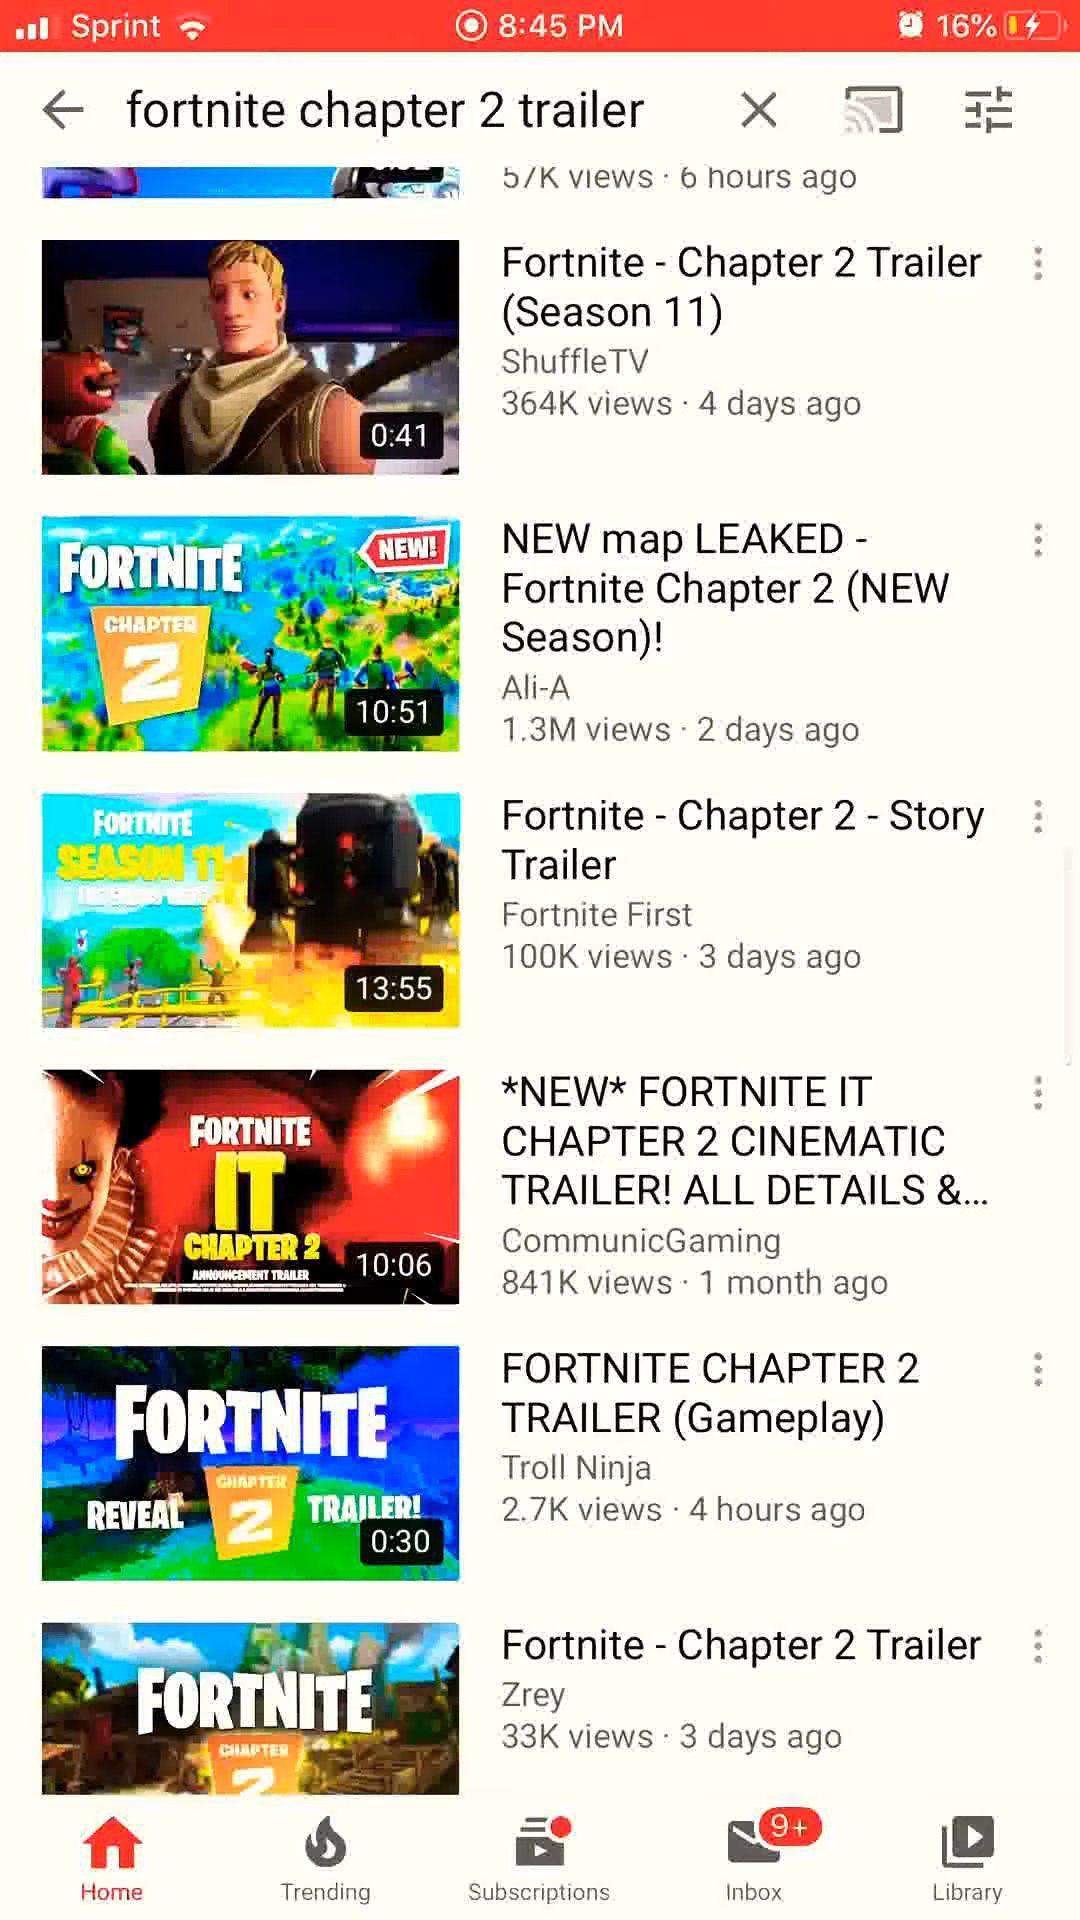 Sprint 8:45 PM 16%
fortnite chapter 2 trailer
57K views · 6 hours ago
Fortnite - Chapter 2 Trailer
(Season 11)
ShuffleTV
364K views · 4 days ago
0:41
FORTNITE
NEW!
CHAPTER
2
10:51
NEW map LEAKED -
Fortnite Chapter 2 (NEW
Season)!
Ali-A
1.3M views · 2 days ago
FORTNITE
SEASON 11
13:55
Fortnite - Chapter 2 - Story
Trailer
Fortnite First
100K views · 3 days ago
FORTNITE
IT
CHAPTER 2
ANNOUNCEMENT TRAILER
10:06
*NEW* FORTNITE IT
CHAPTER 2 CINEMATIC
TRAILER! ALL DETAILS &...
CommunicGaming
841K views · 1 month ago
FORTNITE
CHAPTER
REVEAL 2 TRAILER!
0:30
FORTNITE CHAPTER 2
TRAILER (Gameplay)
Troll Ninja
2.7K views · 4 hours ago
FORTNITE
CHAPTER
2
Fortnite - Chapter 2 Trailer
Zrey
33K views · 3 days ago
9+
Home Trending Subscriptions Inbox Library